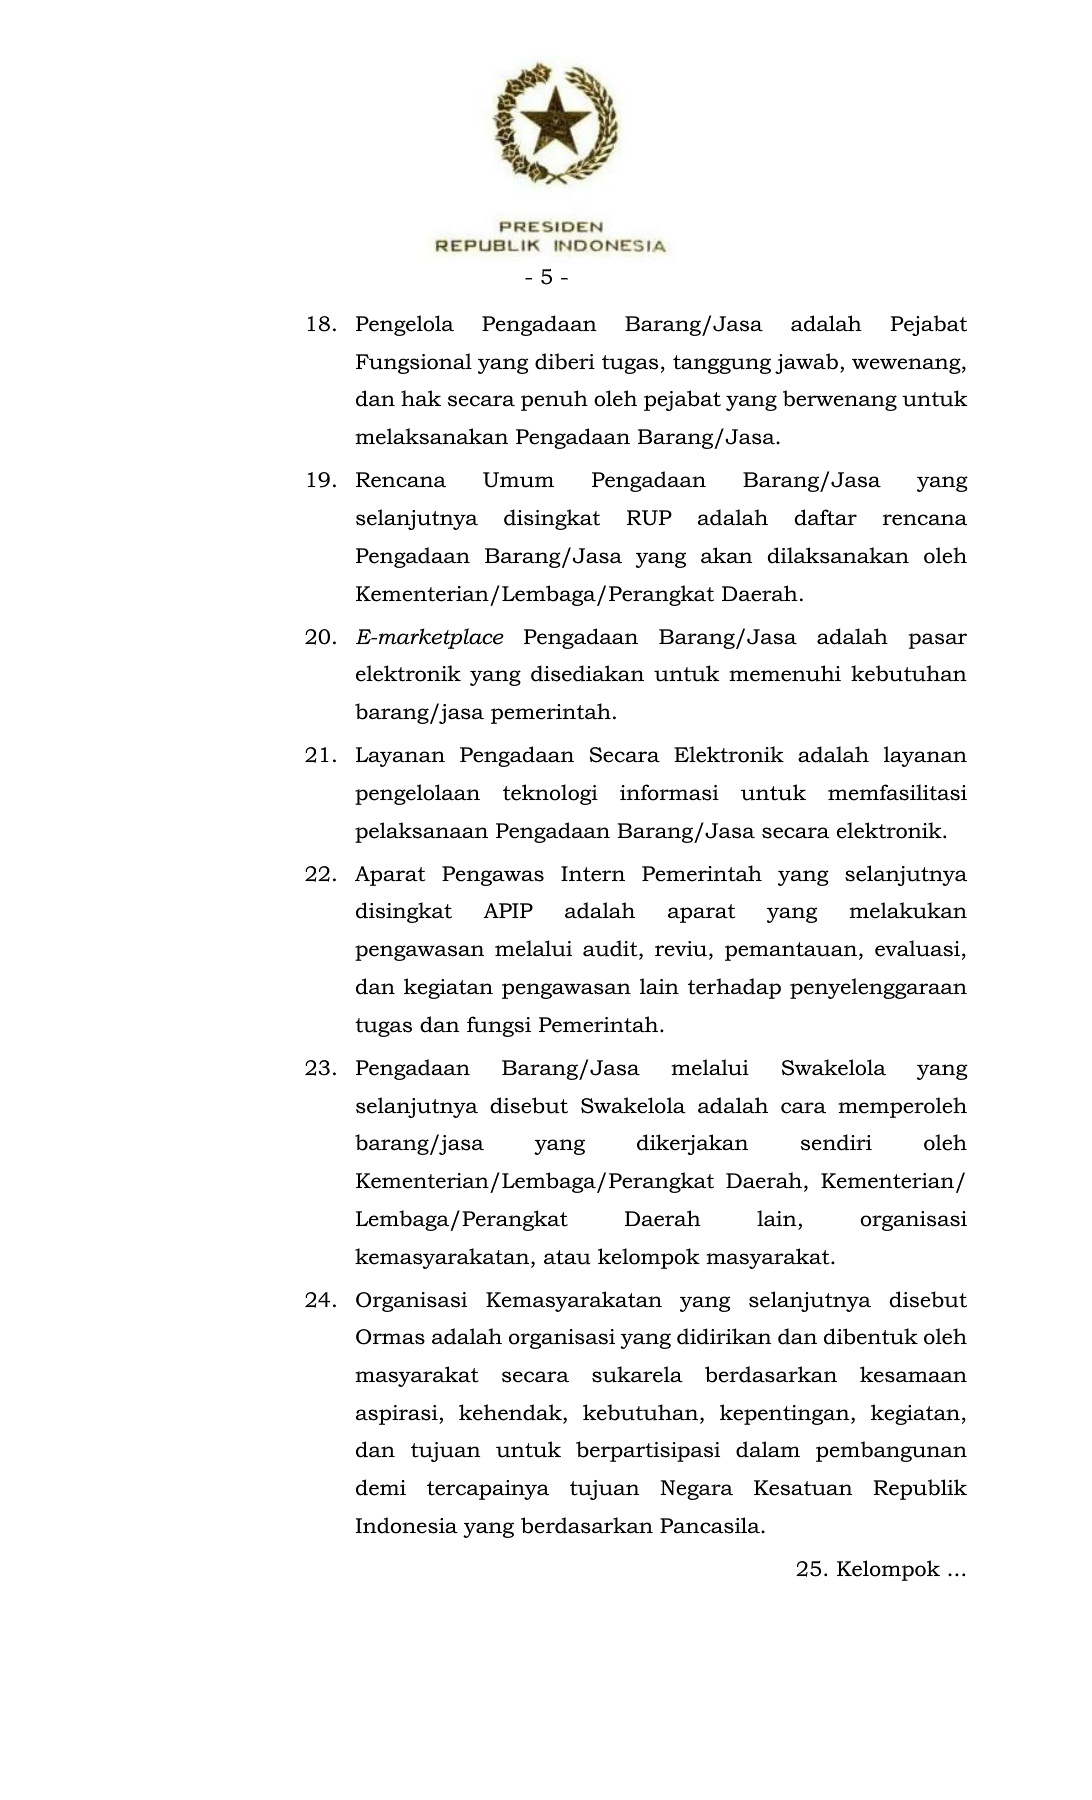 PRESIDEN
REPUBLIK INDONESIA
- 5 -
18. Pengelola Pengadaan Barang/Jasa adalah Pejabat
Fungsional yang diberi tugas, tanggung jawab, wewenang,
dan hak secara penuh oleh pejabat yang berwenang untuk
melaksanakan Pengadaan Barang/Jasa.
19. Rencana Umum Pengadaan Barang/Jasa yang
selanjutnya disingkat RUP adalah daftar rencana
Pengadaan Barang/Jasa yang akan dilaksanakan oleh
Kementerian/Lembaga/Perangkat Daerah.
20. E-marketplace Pengadaan Barang/Jasa adalah pasar
elektronik yang disediakan untuk memenuhi kebutuhan
barang/jasa pemerintah.
21. Layanan Pengadaan Secara Elektronik adalah layanan
pengelolaan teknologi informasi untuk memfasilitasi
pelaksanaan Pengadaan Barang/Jasa secara elektronik.
22. Aparat Pengawas Intern Pemerintah yang selanjutnya
disingkat APIP adalah aparat yang melakukan
pengawasan melalui audit, reviu, pemantauan, evaluasi,
dan kegiatan pengawasan lain terhadap penyelenggaraan
tugas dan fungsi Pemerintah.
23. Pengadaan Barang/Jasa melalui Swakelola yang
selanjutnya disebut Swakelola adalah cara memperoleh
barang/jasa yang dikerjakan sendiri oleh
Kementerian/Lembaga/Perangkat Daerah, Kementerian/
Lembaga/Perangkat Daerah lain, organisasi
kemasyarakatan, atau kelompok masyarakat.
24. Organisasi Kemasyarakatan yang selanjutnya disebut
Ormas adalah organisasi yang didirikan dan dibentuk oleh
masyarakat secara sukarela berdasarkan kesamaan
aspirasi, kehendak, kebutuhan, kepentingan, kegiatan,
dan tujuan untuk berpartisipasi dalam pembangunan
demi tercapainya tujuan Negara Kesatuan Republik
Indonesia yang berdasarkan Pancasila.
25. Kelompok ...